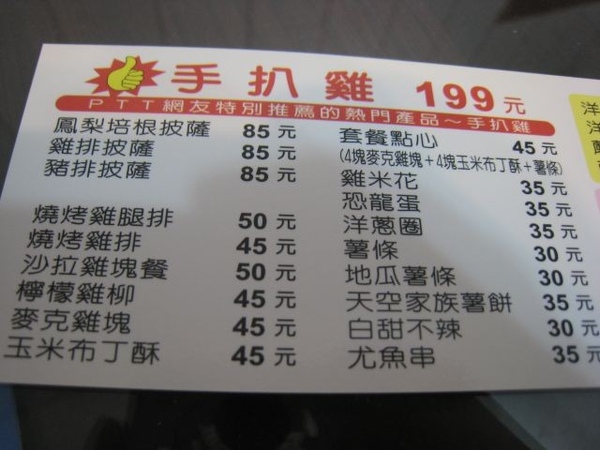 手扒雞 199元
PTT網友特別推薦的熱門產品～手扒雞
鳳梨培根披薩 85元
雞排披薩 85元
豬排披薩 85元
燒烤雞腿排 50元
燒烤雞排 45元
沙拉雞塊餐 50元
檸檬雞柳 45元
麥克雞塊 45元
玉米布丁酥 45元
套餐點心 45元
(4塊麥克雞塊+4塊玉米布丁酥+薯條)
雞米花 35元
恐龍蛋 35元
洋蔥圈 35元
薯條 30元
地瓜薯條 30元
天空家族薯餅 35元
白甜不辣 30元
尤魚串 35元
洋
洋